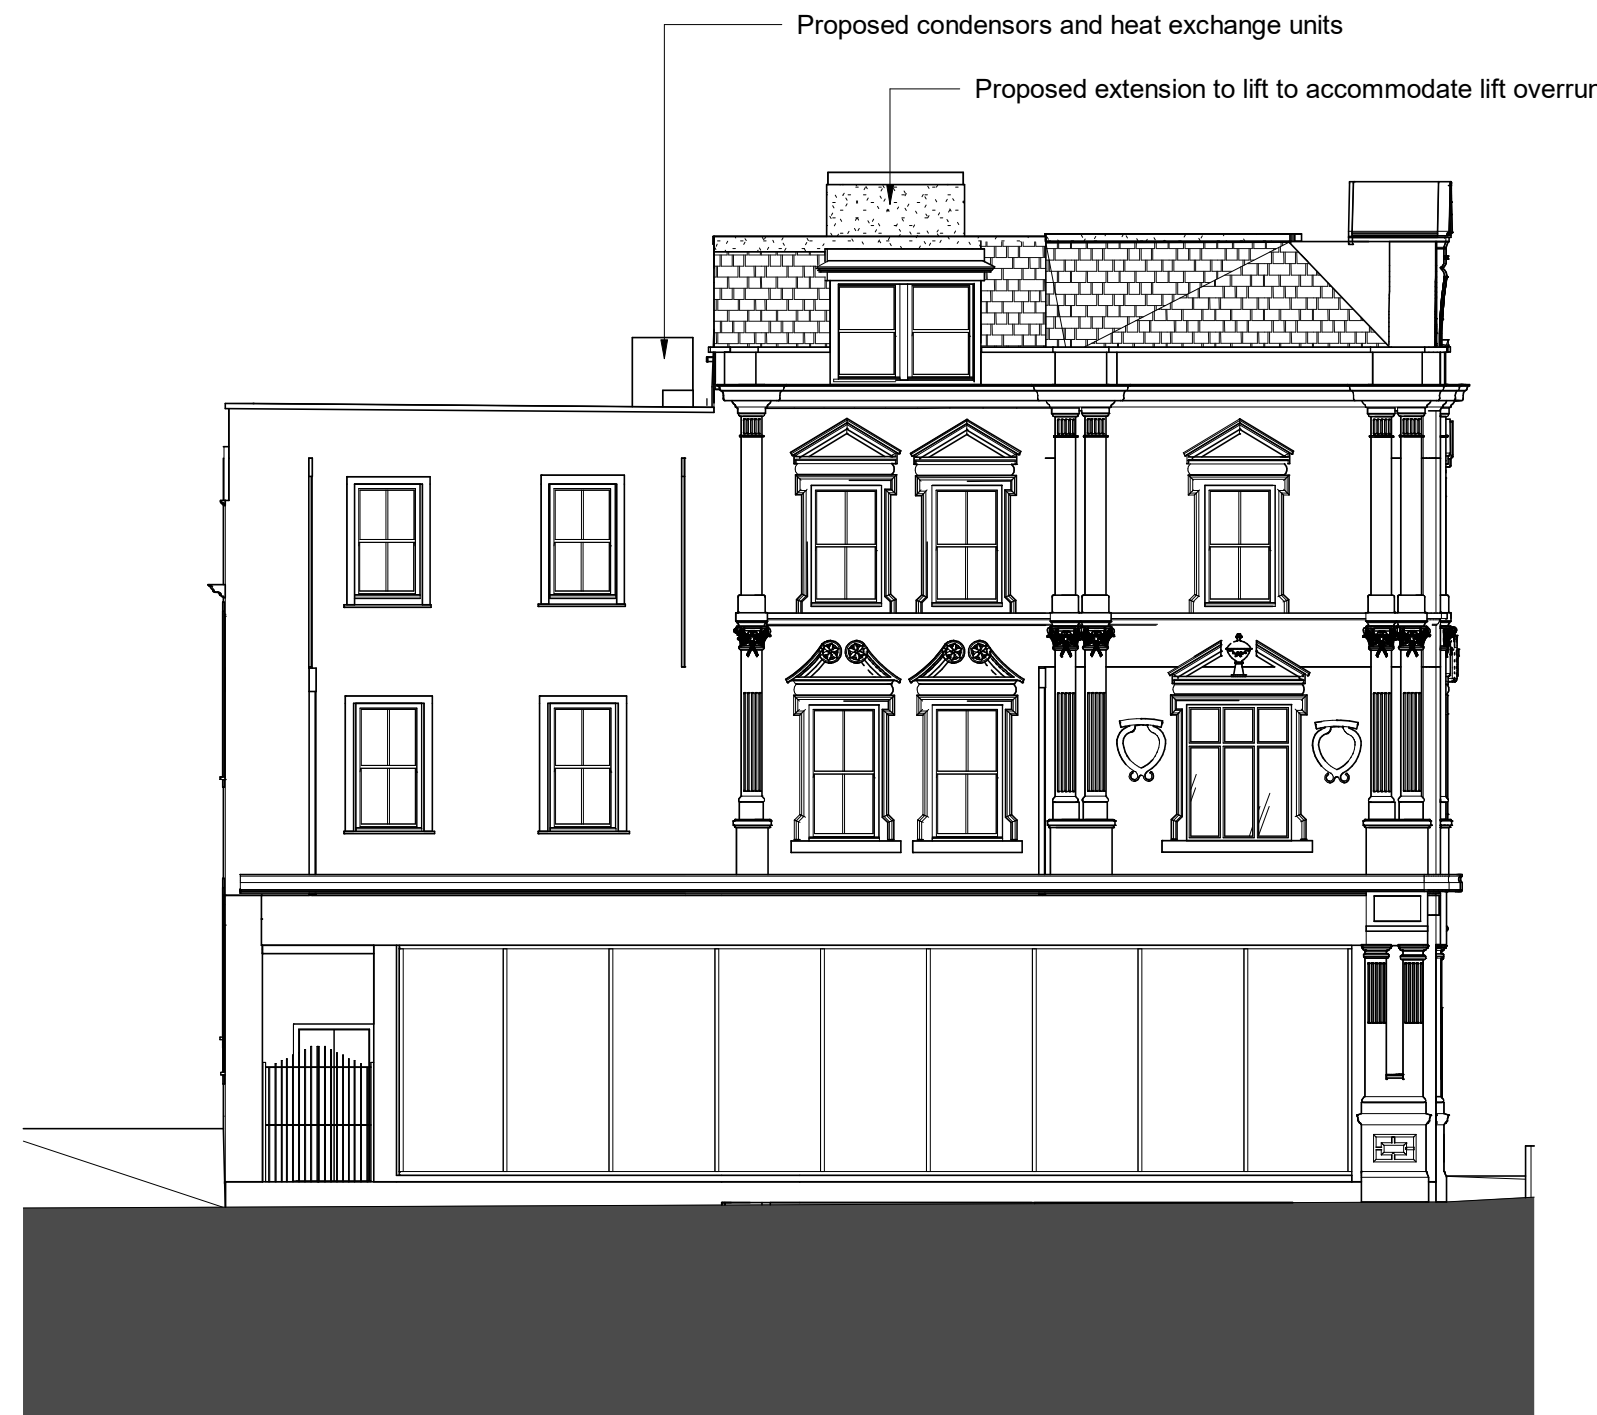 Proposed condensors and heat exchange units
Proposed extension to lift to accommodate lift overrun